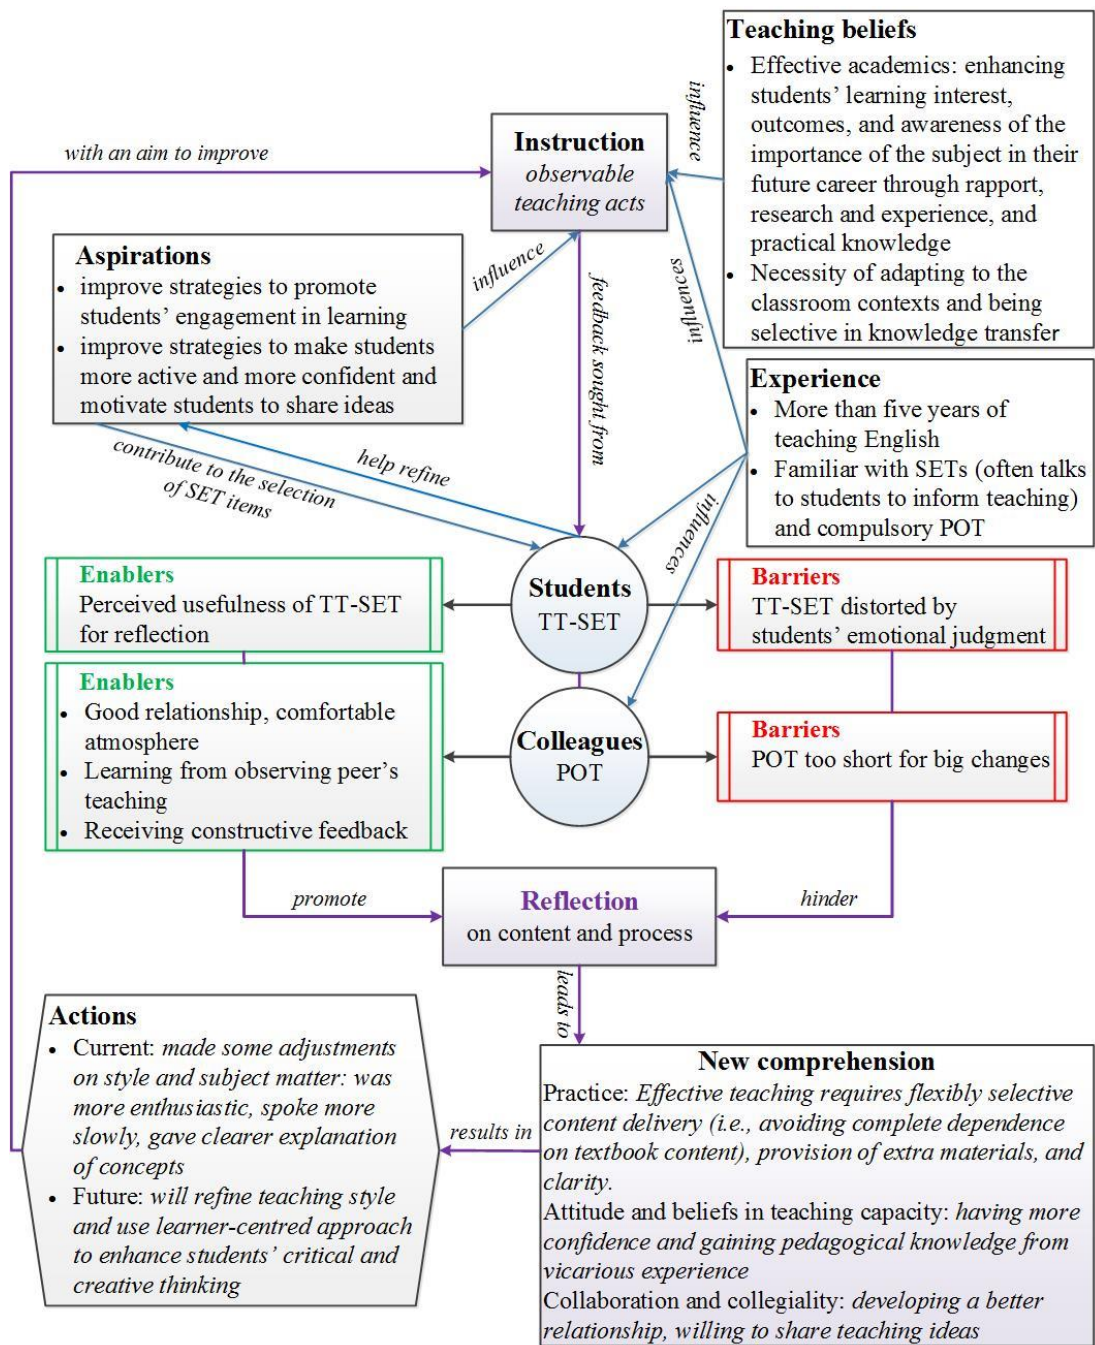 Teaching beliefs
• Effective academics: enhancing
students’ learning interest,
outcomes, and awareness of the
importance of the subject in their
future career through rapport,
research and experience, and
practical knowledge
• Necessity of adapting to the
classroom contexts and being
selective in knowledge transfer
influence
Instruction
observable
teaching acts
with an aim to improve
Aspirations
• improve strategies to promote
students’ engagement in learning
• improve strategies to make students
more active and more confident and
motivate students to share ideas
influence
influences
feedback sought from
Experience
• More than five years of
teaching English
• Familiar with SETs (often talks
to students to inform teaching)
and compulsory POT
contribute to the selection
of SET items
help refine
influences
Enablers
Perceived usefulness of TT-SET
for reflection
Students
TT-SET
Barriers
TT-SET distorted by
students’ emotional judgment
Enablers
• Good relationship, comfortable
atmosphere
• Learning from observing peer’s
teaching
• Receiving constructive feedback
Colleagues
POT
Barriers
POT too short for big changes
promote
Reflection
on content and process
hinder
leads to
Actions
• Current: made some adjustments
on style and subject matter: was
more enthusiastic, spoke more
slowly, gave clearer explanation
of concepts
• Future: will refine teaching style
and use learner-centred approach
to enhance students’ critical and
creative thinking
results in
New comprehension
Practice: Effective teaching requires flexibly selective
content delivery (i.e., avoiding complete dependence
on textbook content), provision of extra materials, and
clarity.
Attitude and beliefs in teaching capacity: having more
confidence and gaining pedagogical knowledge from
vicarious experience
Collaboration and collegiality: developing a better
relationship, willing to share teaching ideas